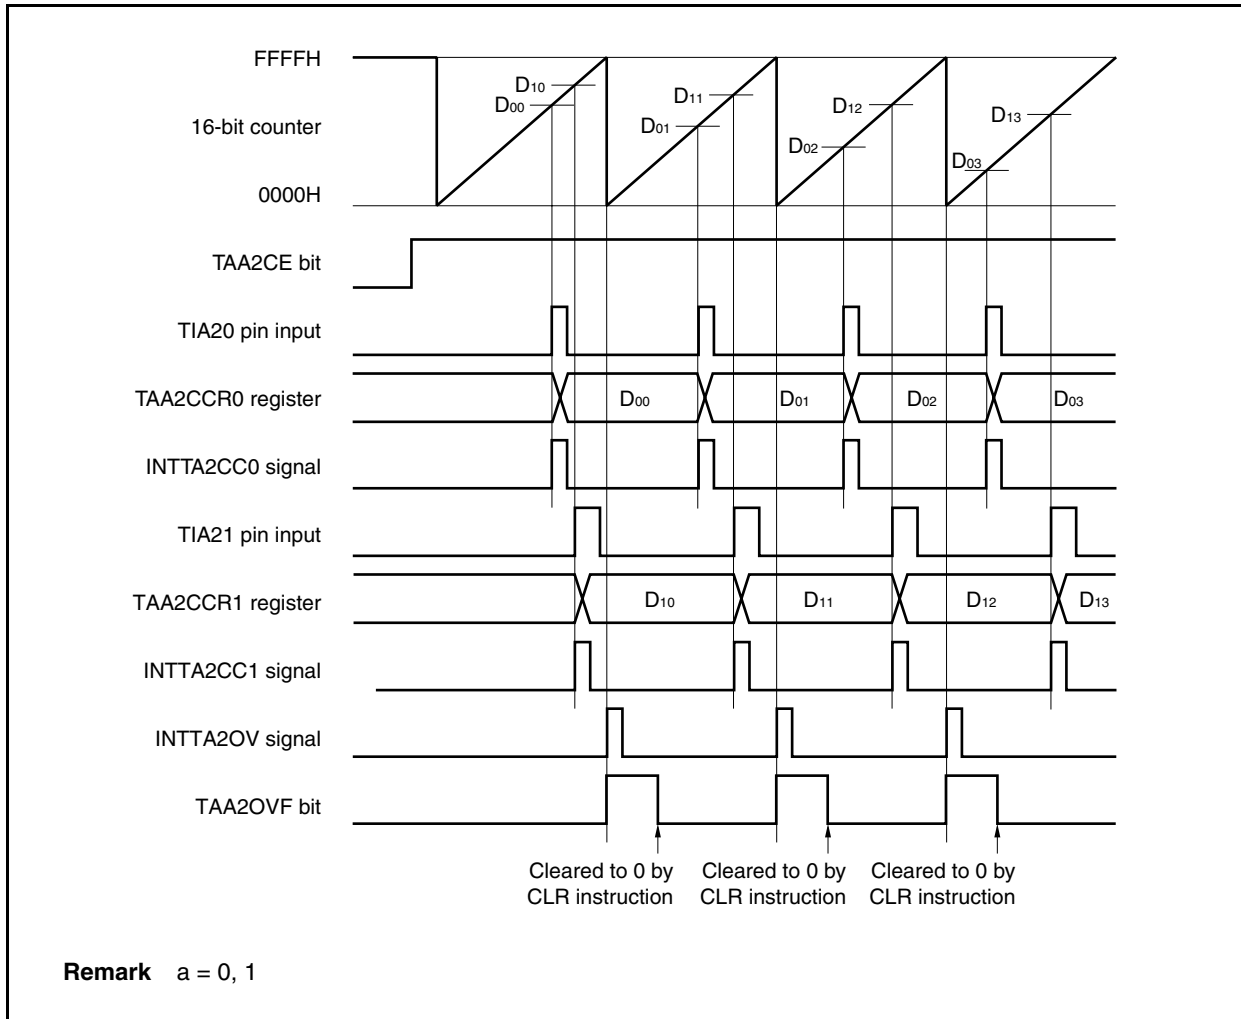 FFFFH
D10
D00
D11
D01
D12
D02
D13
D03
16-bit counter
0000H
TAA2CE bit
TIA20 pin input
TAA2CCR0 register
D00
D01
D02
D03
INTTA2CC0 signal
TIA21 pin input
TAA2CCR1 register
D10
D11
D12
D13
INTTA2CC1 signal
INTTA2OV signal
TAA2OVF bit
Cleared to 0 by
CLR instruction
Cleared to 0 by
CLR instruction
Cleared to 0 by
CLR instruction
Remark a = 0, 1